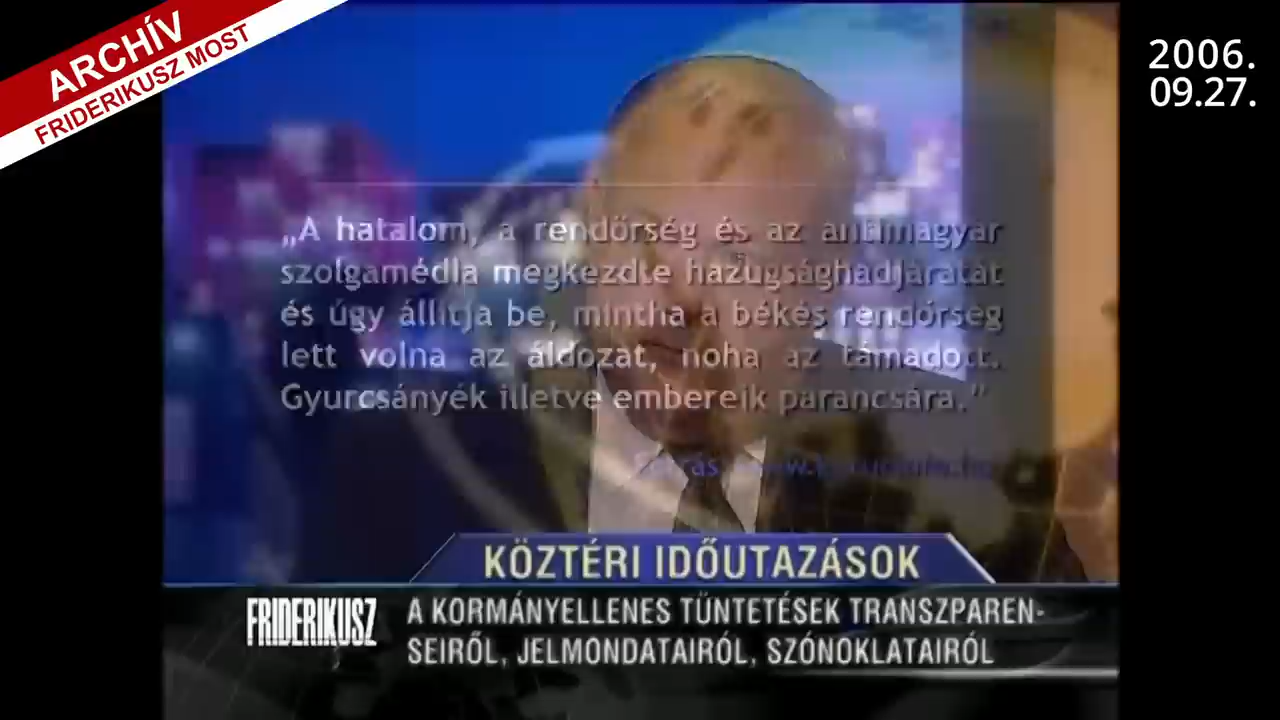 ARCHÍV
FRIDERIKUSZ MOST
2006.
09.27.
„A hatalom, a rendőrség és az antimagyar
szolgamédia megkezdte hazugsághadjáratát
és úgy állítja be, mintha a békés rendőrség
lett volna az áldozat, noha az támadott.
Gyurcsányék illetve embereik parancsára.”
KÖZTÉRI IDŐUTAZÁSOK
FRIDERIKUSZ
A KORMÁNYELLENES TÜNTETÉSEK TRANSZPAREN-
SEIRŐL, JELMONDATAIRÓL, SZÓNOKLATAIRÓL